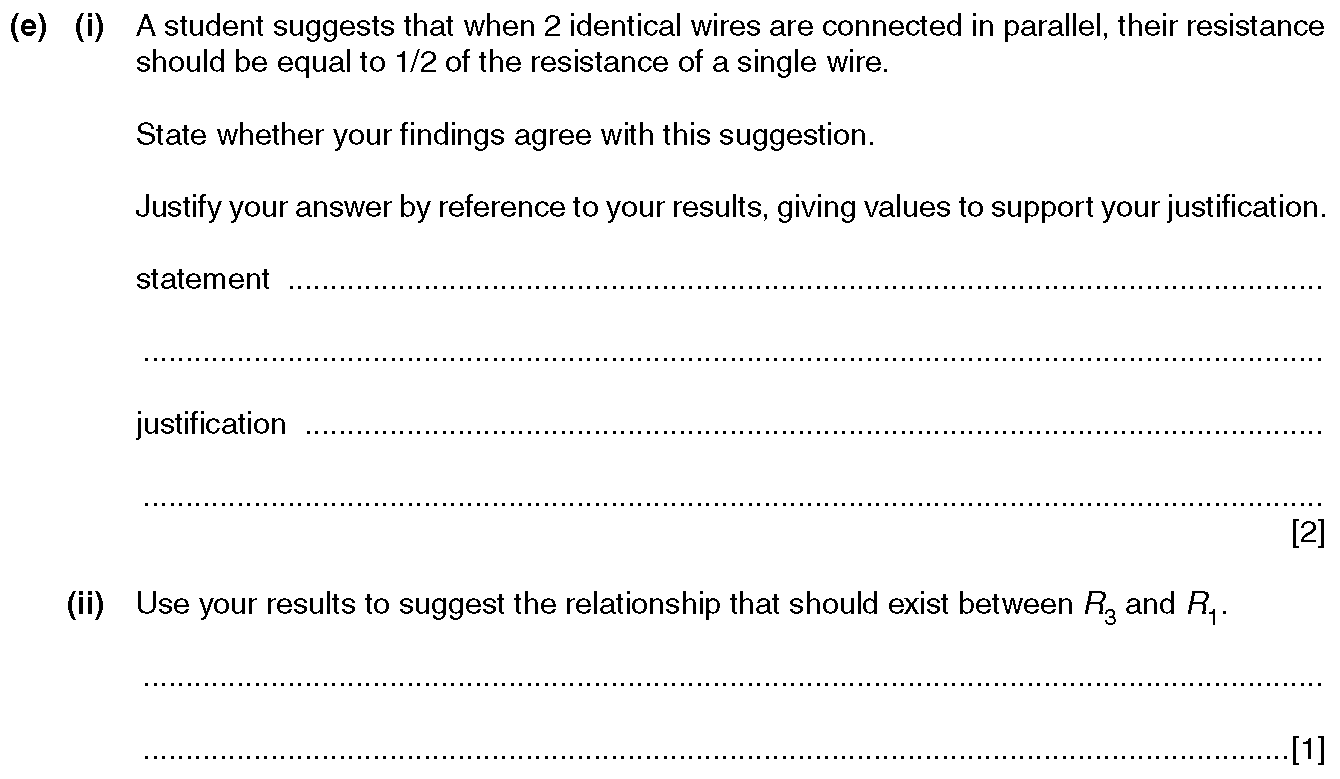 (e) (i) A student suggests that when 2 identical wires are connected in parallel, their resistance
should be equal to 1/2 of the resistance of a single wire.
State whether your findings agree with this suggestion.
Justify your answer by reference to your results, giving values to support your justification.
statement ..........................................................................................................................
..........................................................................................................................................
justification ........................................................................................................................
..........................................................................................................................................
[2]
(ii) Use your results to suggest the relationship that should exist between R3 and R1.
..........................................................................................................................................
......................................................................................................................................[1]